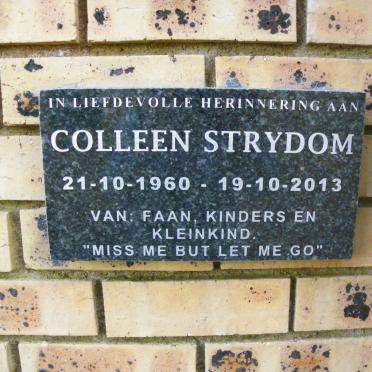 IN LIEFDEVOLLE HERINNERING AAN
COLLEEN STRYDOM
21-10-1960 - 19-10-2013
VAN: FAAN, KINDERS EN
KLEINKIND.
"MISS ME BUT LET ME GO"